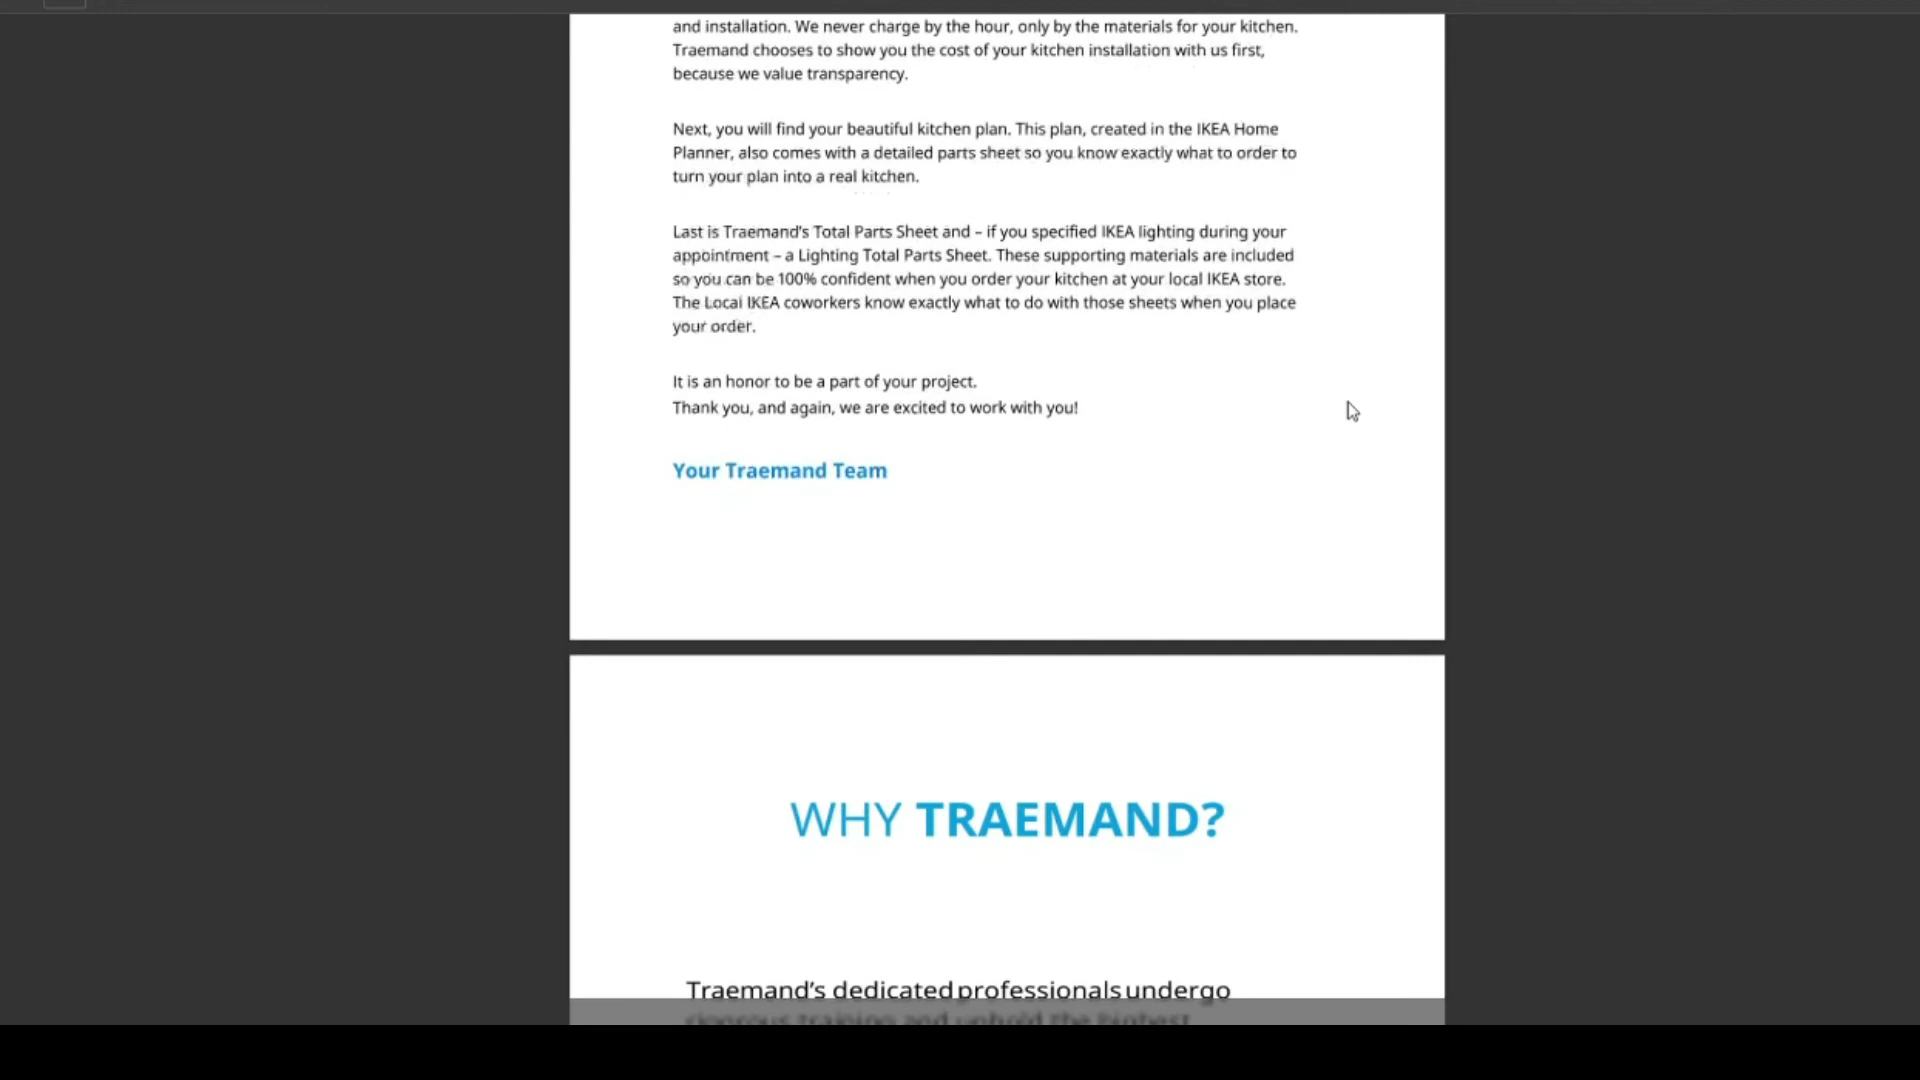 and installation. We never charge by the hour, only by the materials for your kitchen.
Traemand chooses to show you the cost of your kitchen installation with us first,
because we value transparency.
Next, you will find your beautiful kitchen plan. This plan, created in the IKEA Home
Planner, also comes with a detailed parts sheet so you know exactly what to order to
turn your plan into a real kitchen.
Last is Traemand's Total Parts Sheet and – if you specified IKEA lighting during your
appointment – a Lighting Total Parts Sheet. These supporting materials are included
so you can be 100% confident when you order your kitchen at your local IKEA store.
The Local IKEA coworkers know exactly what to do with those sheets when you place
your order.
It is an honor to be a part of your project.
Thank you, and again, we are excited to work with you!
Your Traemand Team
WHY TRAEMAND?
Traemand's dedicated professionals undergo
rigorous training and uphold the highest